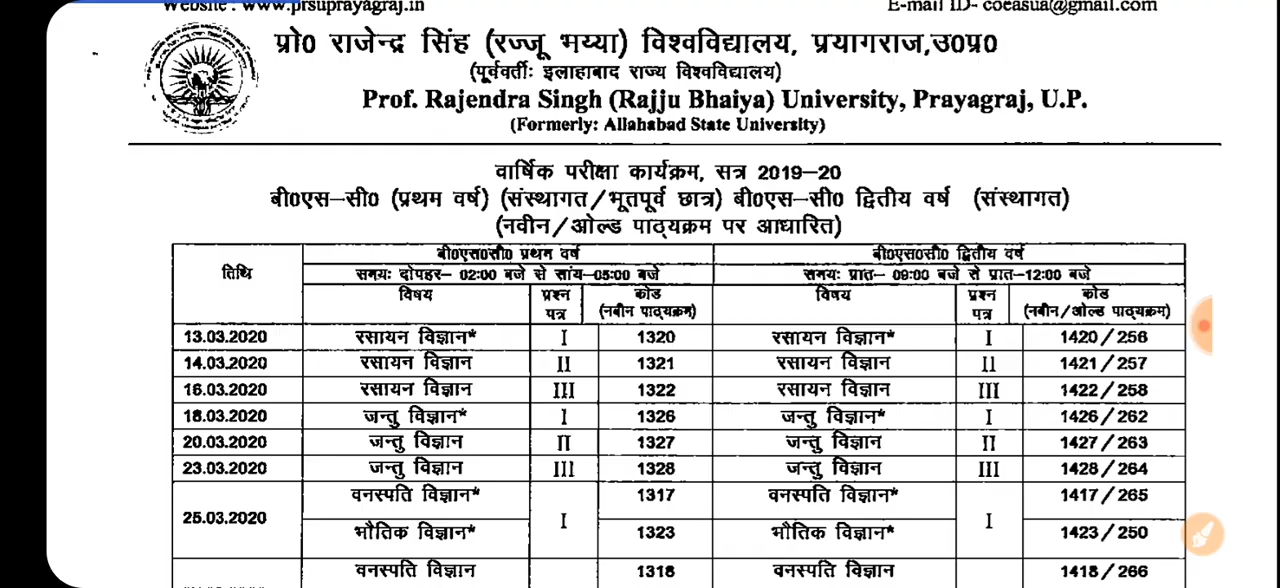 Website : www.prsuprayagraj.in E-mail ID- coeasua@gmail.com
प्रो0 राजेन्द्र सिंह (रज्जू भय्या) विश्वविद्यालय, प्रयागराज,उ0प्र0
(पूर्ववर्तीः इलाहाबाद राज्य विश्वविद्यालय)
Prof. Rajendra Singh (Rajju Bhaiya) University, Prayagraj, U.P.
(Formerly: Allahabad State University)
वार्षिक परीक्षा कार्यक्रम, सत्र 2019–20
बी0एस–सी0 (प्रथम वर्ष) (संस्थागत/भूतपूर्व छात्र) बी0एस–सी0 द्वितीय वर्ष (संस्थागत)
(नवीन/ओल्ड पाठ्यक्रम पर आधारित)
तिथि बी0एस0सी0 प्रथम वर्ष बी0एस0सी0 द्वितीय वर्ष
समयः दोपहर– 02:00 बजे से सांय–05:00 बजे समयः प्रात– 09:00 बजे से प्रात–12:00 बजे
विषय प्रश्न पत्र कोड (नवीन पाठ्यक्रम) विषय प्रश्न पत्र कोड (नवीन/ओल्ड पाठ्यक्रम)
13.03.2020 रसायन विज्ञान* I 1320 रसायन विज्ञान* I 1420/256
14.03.2020 रसायन विज्ञान II 1321 रसायन विज्ञान II 1421/257
16.03.2020 रसायन विज्ञान III 1322 रसायन विज्ञान III 1422/258
18.03.2020 जन्तु विज्ञान* I 1326 जन्तु विज्ञान* I 1426/262
20.03.2020 जन्तु विज्ञान II 1327 जन्तु विज्ञान II 1427/263
23.03.2020 जन्तु विज्ञान III 1328 जन्तु विज्ञान III 1428/264
25.03.2020 वनस्पति विज्ञान* I 1317 वनस्पति विज्ञान* I 1417/265
भौतिक विज्ञान* 1323 भौतिक विज्ञान* 1423/250
वनस्पति विज्ञान 1318 वनस्पति विज्ञान 1418/266